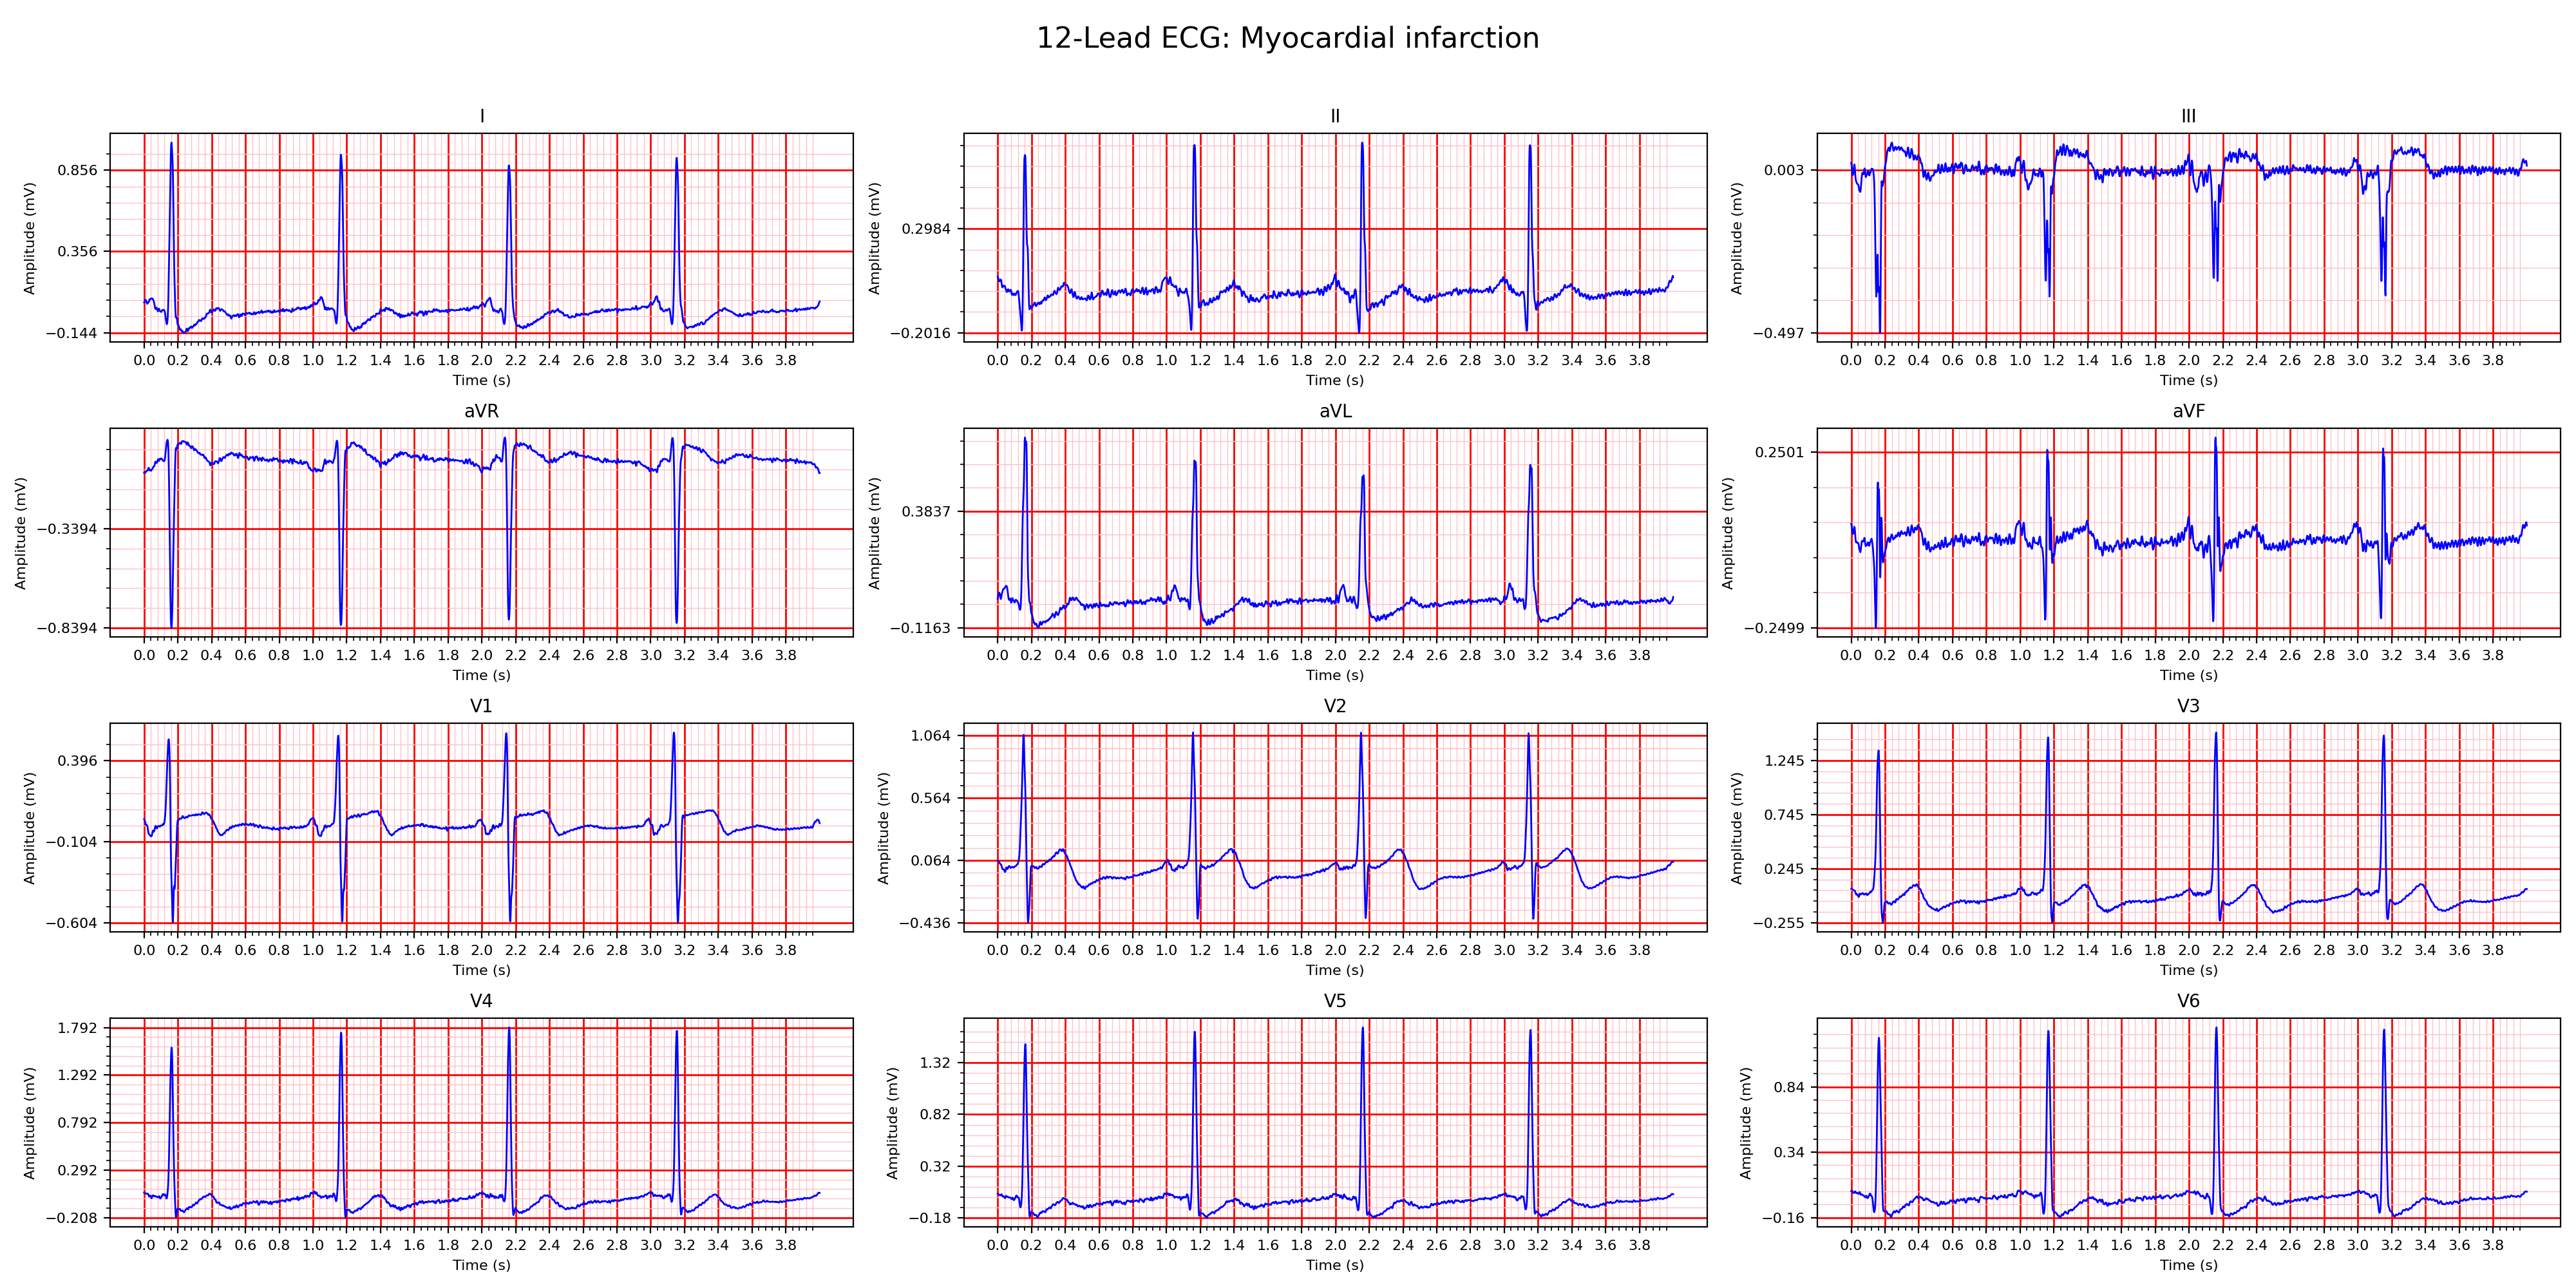 12-Lead ECG: Myocardial infarction
I
II
III
Amplitude (mV)
0.856
0.356
−0.144
0.0 0.2 0.4 0.6 0.8 1.0 1.2 1.4 1.6 1.8 2.0 2.2 2.4 2.6 2.8 3.0 3.2 3.4 3.6 3.8
Time (s)
Amplitude (mV)
0.2984
−0.2016
0.0 0.2 0.4 0.6 0.8 1.0 1.2 1.4 1.6 1.8 2.0 2.2 2.4 2.6 2.8 3.0 3.2 3.4 3.6 3.8
Time (s)
Amplitude (mV)
0.003
−0.497
0.0 0.2 0.4 0.6 0.8 1.0 1.2 1.4 1.6 1.8 2.0 2.2 2.4 2.6 2.8 3.0 3.2 3.4 3.6 3.8
Time (s)
aVR
aVL
aVF
Amplitude (mV)
−0.3394
−0.8394
0.0 0.2 0.4 0.6 0.8 1.0 1.2 1.4 1.6 1.8 2.0 2.2 2.4 2.6 2.8 3.0 3.2 3.4 3.6 3.8
Time (s)
Amplitude (mV)
0.3837
−0.1163
0.0 0.2 0.4 0.6 0.8 1.0 1.2 1.4 1.6 1.8 2.0 2.2 2.4 2.6 2.8 3.0 3.2 3.4 3.6 3.8
Time (s)
Amplitude (mV)
0.2501
−0.2499
0.0 0.2 0.4 0.6 0.8 1.0 1.2 1.4 1.6 1.8 2.0 2.2 2.4 2.6 2.8 3.0 3.2 3.4 3.6 3.8
Time (s)
V1
V2
V3
Amplitude (mV)
0.396
−0.104
−0.604
0.0 0.2 0.4 0.6 0.8 1.0 1.2 1.4 1.6 1.8 2.0 2.2 2.4 2.6 2.8 3.0 3.2 3.4 3.6 3.8
Time (s)
Amplitude (mV)
1.064
0.564
0.064
−0.436
0.0 0.2 0.4 0.6 0.8 1.0 1.2 1.4 1.6 1.8 2.0 2.2 2.4 2.6 2.8 3.0 3.2 3.4 3.6 3.8
Time (s)
Amplitude (mV)
1.245
0.745
0.245
−0.255
0.0 0.2 0.4 0.6 0.8 1.0 1.2 1.4 1.6 1.8 2.0 2.2 2.4 2.6 2.8 3.0 3.2 3.4 3.6 3.8
Time (s)
V4
V5
V6
Amplitude (mV)
1.792
1.292
0.792
0.292
−0.208
0.0 0.2 0.4 0.6 0.8 1.0 1.2 1.4 1.6 1.8 2.0 2.2 2.4 2.6 2.8 3.0 3.2 3.4 3.6 3.8
Time (s)
Amplitude (mV)
1.32
0.82
0.32
−0.18
0.0 0.2 0.4 0.6 0.8 1.0 1.2 1.4 1.6 1.8 2.0 2.2 2.4 2.6 2.8 3.0 3.2 3.4 3.6 3.8
Time (s)
Amplitude (mV)
0.84
0.34
−0.16
0.0 0.2 0.4 0.6 0.8 1.0 1.2 1.4 1.6 1.8 2.0 2.2 2.4 2.6 2.8 3.0 3.2 3.4 3.6 3.8
Time (s)